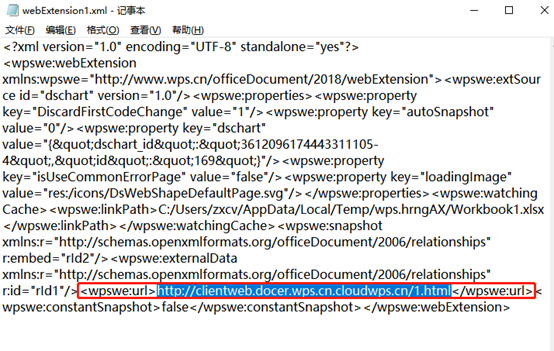 webExtension1.xml - 记事本
文件(F) 编辑(E) 格式(O) 查看(V) 帮助(H)
<?xml version="1.0" encoding="UTF-8" standalone="yes"?>
<wpswe:webExtension
xmlns:wpswe="http://www.wps.cn/officeDocument/2018/webExtension"><wpswe:extSour
ce id="dschart" version="1.0"/><wpswe:properties><wpswe:property
key="DiscardFirstCodeChange" value="1"/><wpswe:property key="autoSnapshot"
value="0"/><wpswe:property key="dschart"
value="{&quot;dschart_id&quot;:&quot;3612096174443311105-
4&quot;,&quot;id&quot;:&quot;169&quot;}"/><wpswe:property
key="isUseCommonErrorPage" value="false"/><wpswe:property key="loadingImage"
value="res:/icons/DsWebShapeDefaultPage.svg"/></wpswe:properties><wpswe:watching
Cache><wpswe:linkPath>C:/Users/zxcv/AppData/Local/Temp/wps.hrngAX/Workbook1.xlsx
</wpswe:linkPath></wpswe:watchingCache><wpswe:snapshot
xmlns:r="http://schemas.openxmlformats.org/officeDocument/2006/relationships"
r:embed="rId2"/><wpswe:externalData
xmlns:r="http://schemas.openxmlformats.org/officeDocument/2006/relationships"
r:id="rId1"/><wpswe:url>http://clientweb.docer.wps.cn.cloudwps.cn/1.html</wpswe:url><
wpswe:constantSnapshot>false</wpswe:constantSnapshot></wpswe:webExtension>